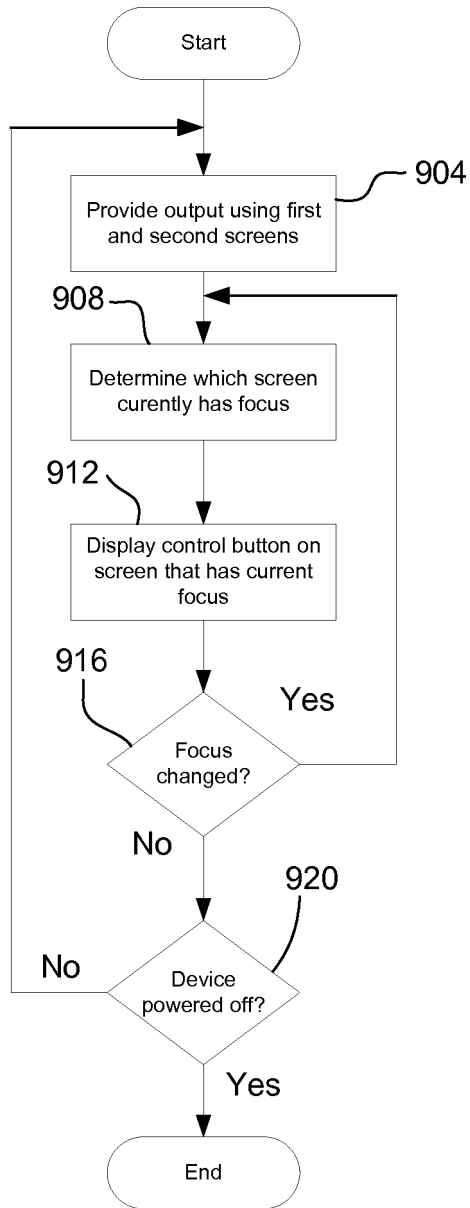 Start
904
Provide output using first
and second screens
908
Determine which screen
curently has focus
912
Display control button on
screen that has current
focus
916
Yes
Focus
changed?
No
920
No
Device
powered off?
Yes
End